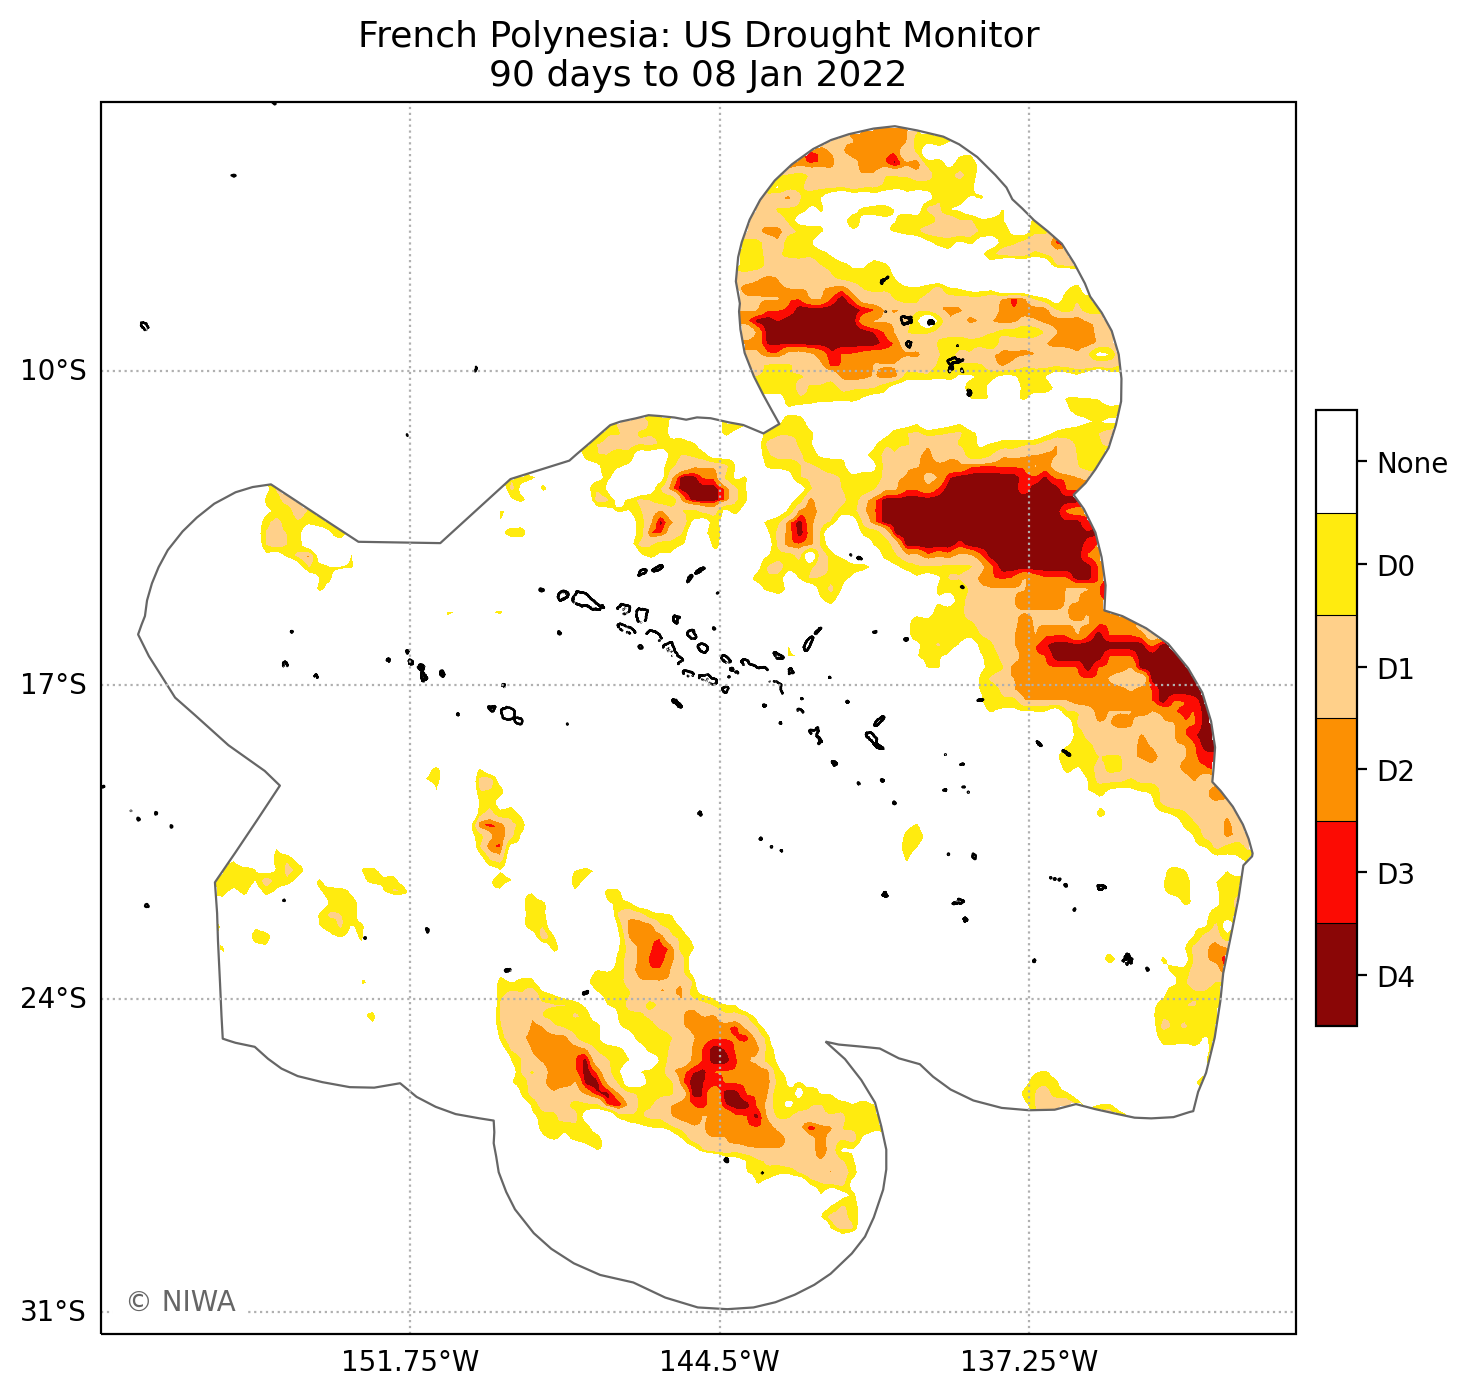 French Polynesia: US Drought Monitor
90 days to 08 Jan 2022
10°S
17°S
24°S
31°S
151.75°W
144.5°W
137.25°W
None
D0
D1
D2
D3
D4
© NIWA